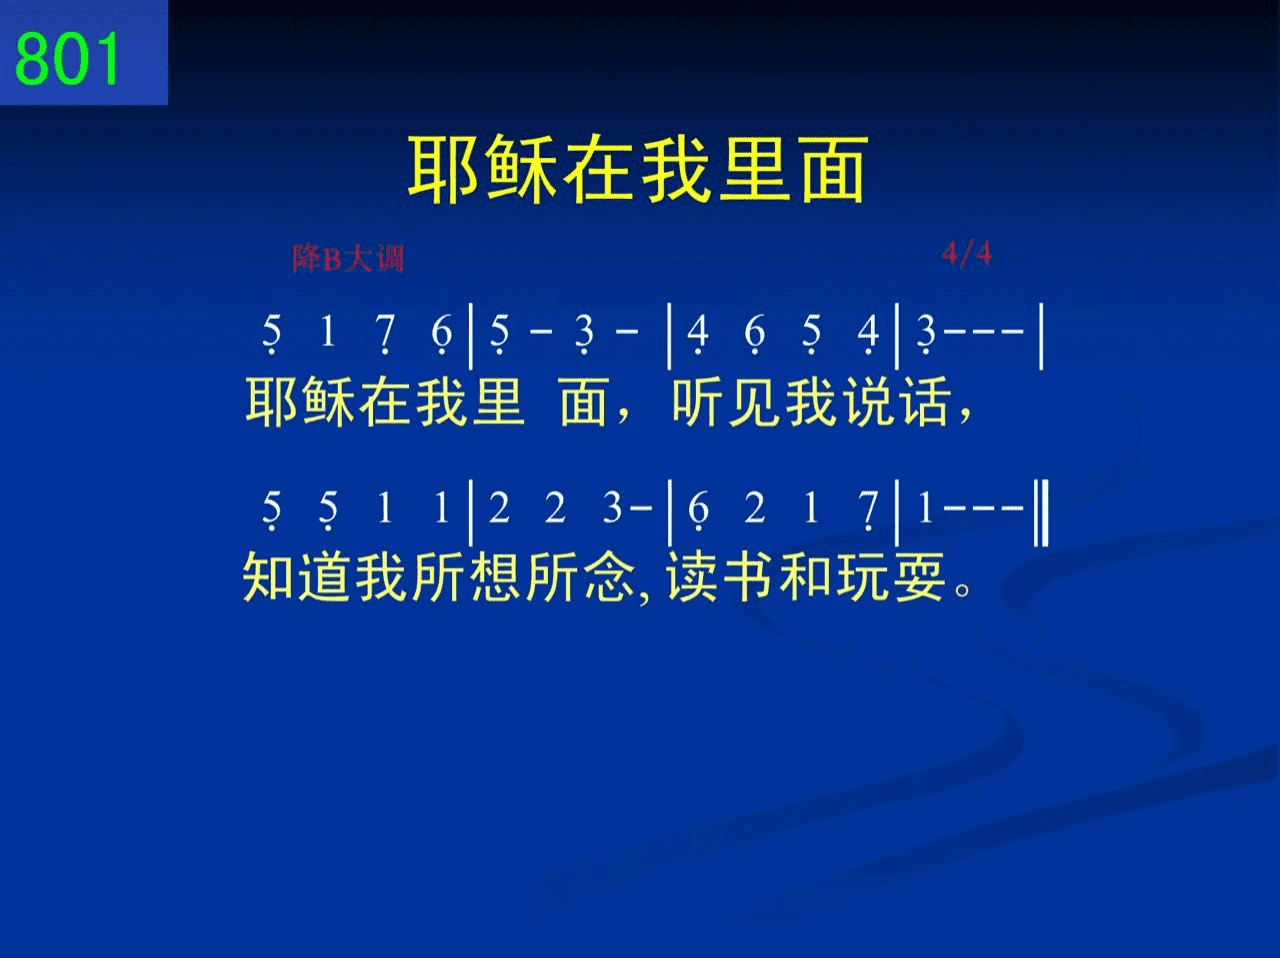 801
耶稣在我里面
降B大调 4/4
5̣ 1 7̣ 6̣ | 5̣ - 3̣ - | 4̣ 6̣ 5̣ 4̣ | 3̣ - - - |
耶稣在我里 面，听见我说话，
5̣ 5̣ 1 1 | 2 2 3 - | 6̣ 2 1 7̣ | 1 - - - ‖
知道我所想所念,读书和玩耍。